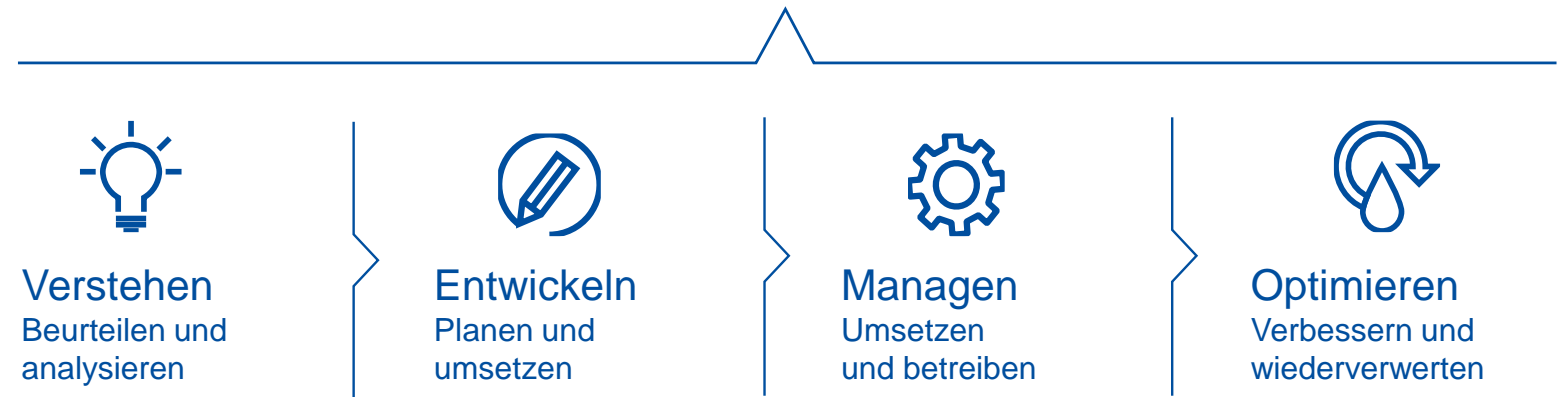 Verstehen
Beurteilen und
analysieren
Entwickeln
Planen und
umsetzen
Managen
Umsetzen
und betreiben
Optimieren
Verbessern und
wiederverwerten